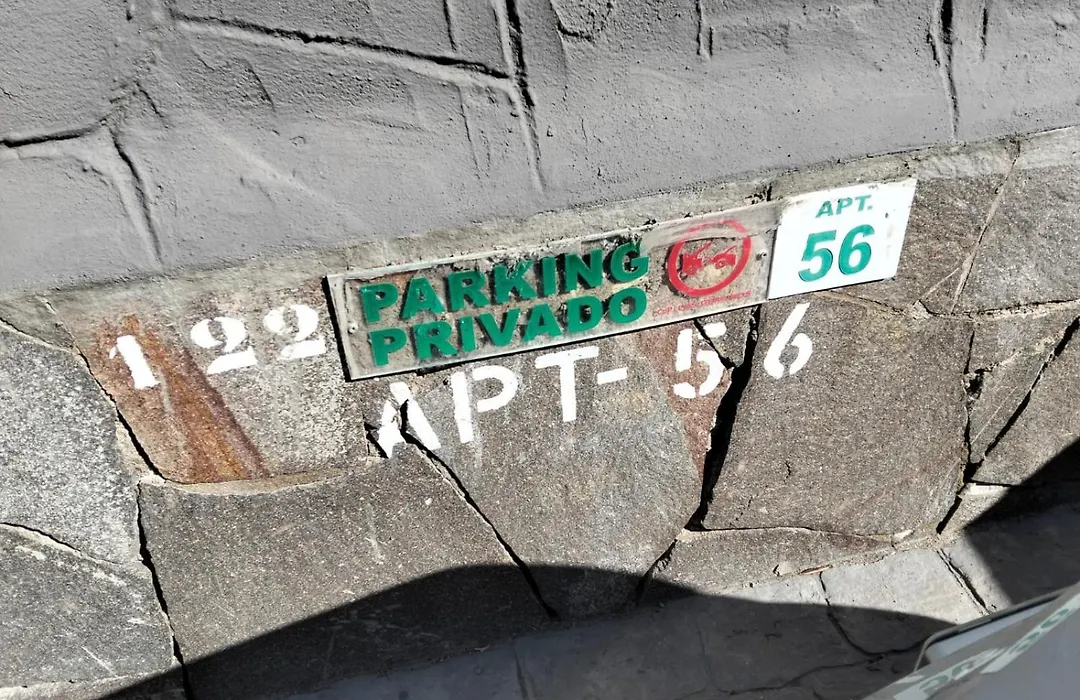 PARKING
PRIVADO
APT.
56
122
APT-56